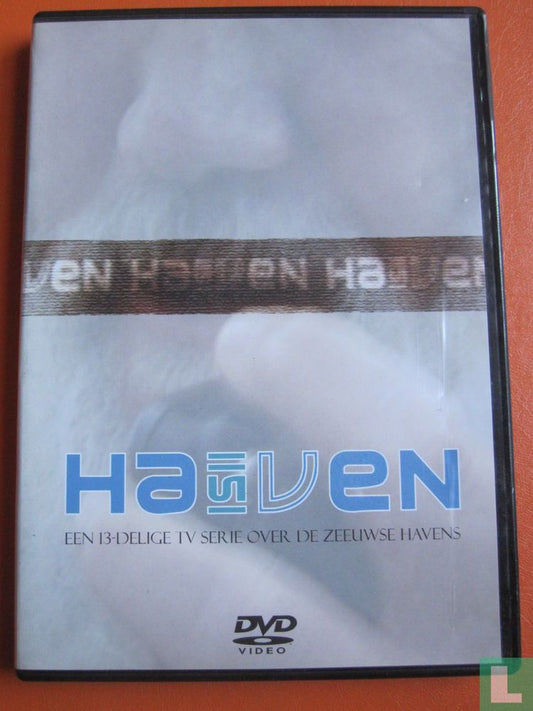 VEN HAVEN HAVEN
HAVEN
EEN 13-DELIGE TV SERIE OVER DE ZEEUWSE HAVENS
DVD
VIDEO
L